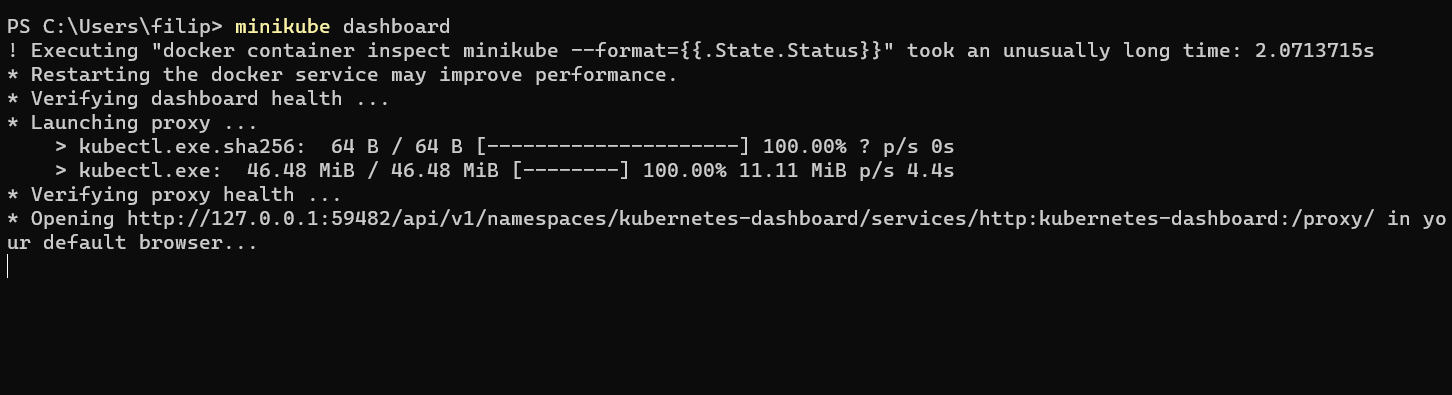 PS C:\Users\filip> minikube dashboard
! Executing "docker container inspect minikube --format={{.State.Status}}" took an unusually long time: 2.0713715s
* Restarting the docker service may improve performance.
* Verifying dashboard health ...
* Launching proxy ...
    > kubectl.exe.sha256:  64 B / 64 B [---------------------] 100.00% ? p/s 0s
    > kubectl.exe:  46.48 MiB / 46.48 MiB [--------] 100.00% 11.11 MiB p/s 4.4s
* Verifying proxy health ...
* Opening http://127.0.0.1:59482/api/v1/namespaces/kubernetes-dashboard/services/http:kubernetes-dashboard:/proxy/ in yo
ur default browser...